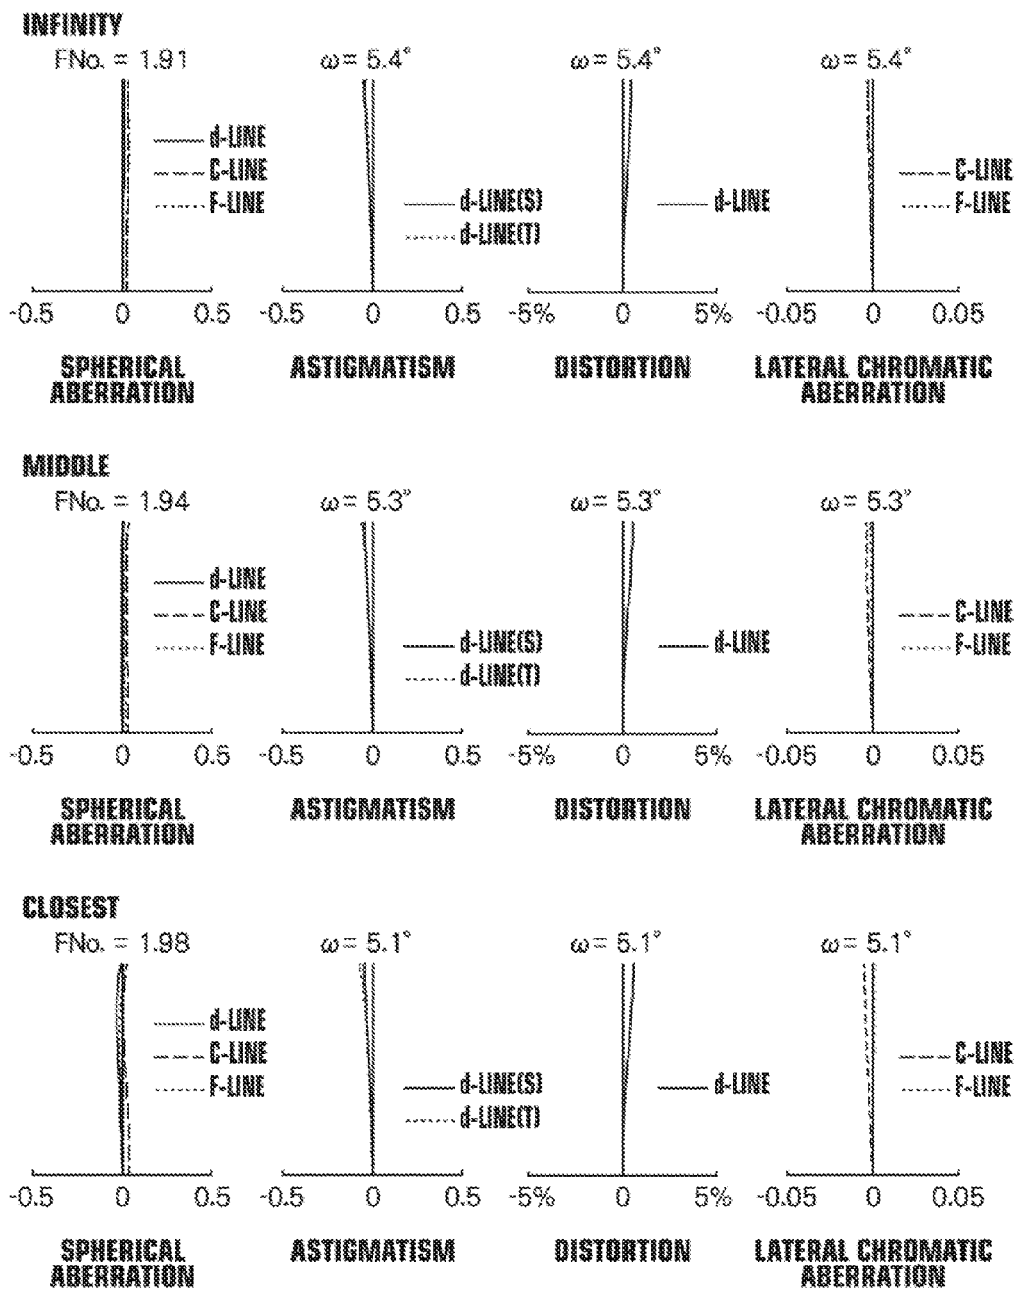 INFINITY
FNo. = 1.91
ω= 5.4°
ω= 5.4°
ω= 5.4°
d-LINE
C-LINE
F-LINE
d-LINE(S)
d-LINE(T)
d-LINE
C-LINE
F-LINE
-0.5 0 0.5
-0.5 0 0.5
-5% 0 5%
-0.05 0 0.05
SPHERICAL
ABERRATION
ASTIGMATISM
DISTORTION
LATERAL CHROMATIC
ABERRATION
MIDDLE
FNo. = 1.94
ω= 5.3°
ω= 5.3°
ω= 5.3°
d-LINE
C-LINE
F-LINE
d-LINE(S)
d-LINE(T)
d-LINE
C-LINE
F-LINE
-0.5 0 0.5
-0.5 0 0.5
-5% 0 5%
-0.05 0 0.05
SPHERICAL
ABERRATION
ASTIGMATISM
DISTORTION
LATERAL CHROMATIC
ABERRATION
CLOSEST
FNo. = 1.98
ω= 5.1°
ω= 5.1°
ω= 5.1°
d-LINE
C-LINE
F-LINE
d-LINE(S)
d-LINE(T)
d-LINE
C-LINE
F-LINE
-0.5 0 0.5
-0.5 0 0.5
-5% 0 5%
-0.05 0 0.05
SPHERICAL
ABERRATION
ASTIGMATISM
DISTORTION
LATERAL CHROMATIC
ABERRATION